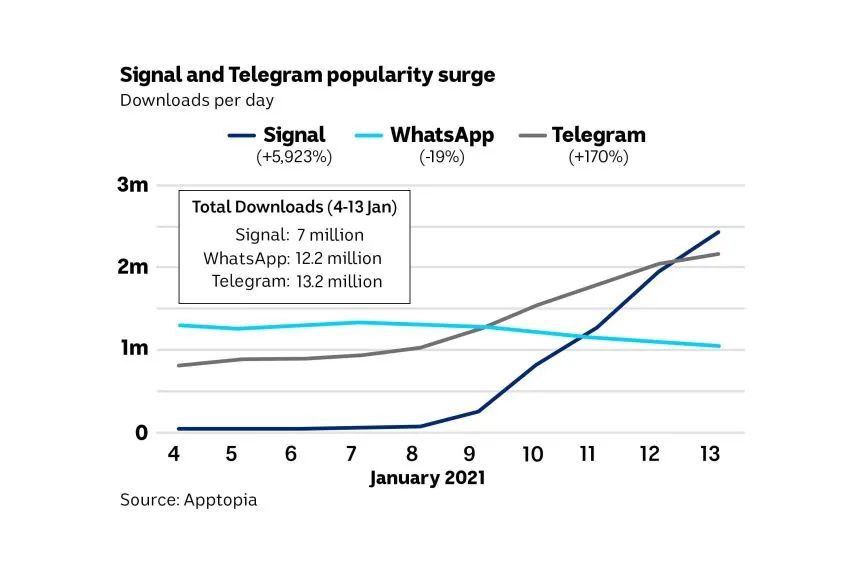 Signal and Telegram popularity surge
Downloads per day
Signal WhatsApp Telegram
(+5,923%) (-19%) (+170%)
3m
Total Downloads (4-13 Jan)
Signal: 7 million
WhatsApp: 12.2 million
Telegram: 13.2 million
2m
1m
0
4 5 6 7 8 9 10 11 12 13
January 2021
Source: Apptopia